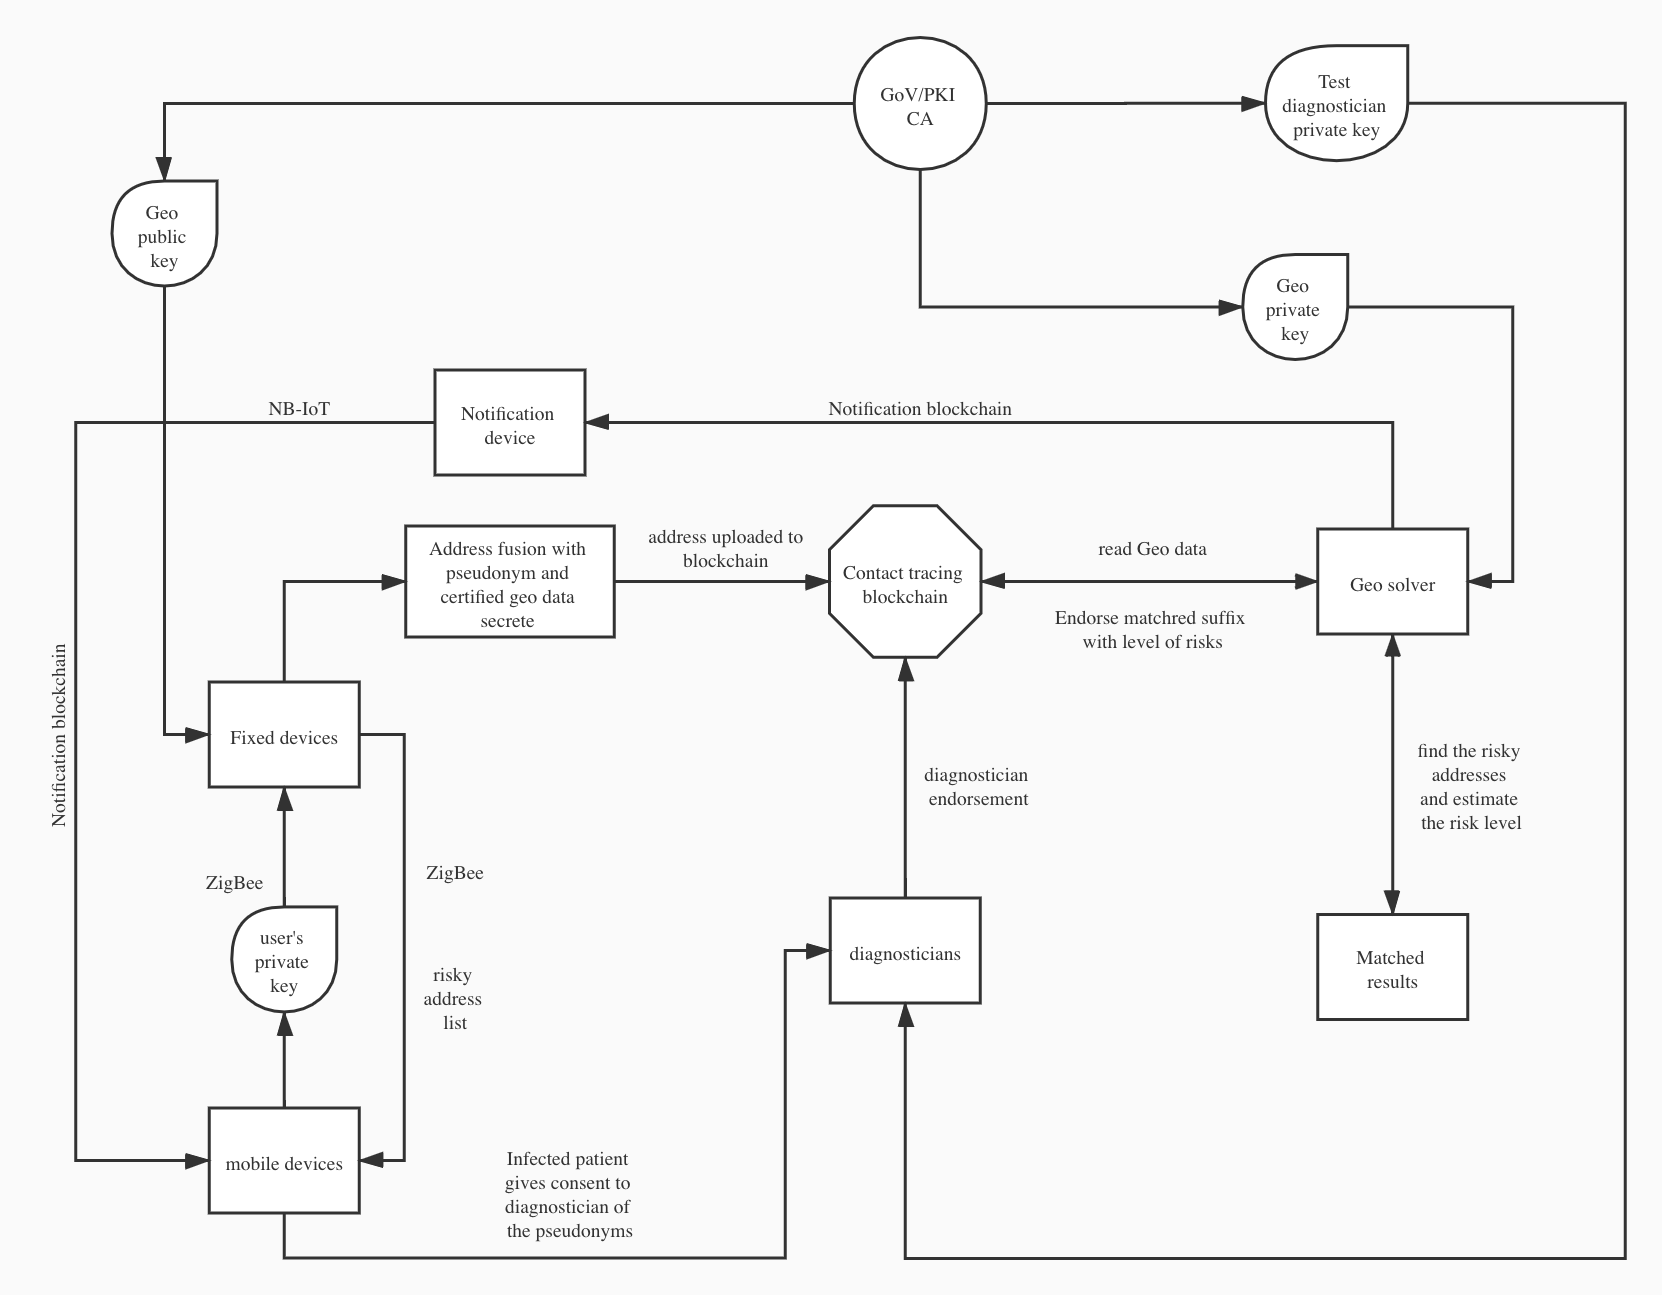 GoV/PKI
CA
Test
diagnostician
private key
Geo
public
key
Geo
private
key
NB-IoT
Notification
device
Notification blockchain
Address fusion with
pseudonym and
certified geo data
secrete
address uploaded to
blockchain
Contact tracing
blockchain
read Geo data
Endorse matchred suffix
with level of risks
Geo solver
Notification blockchain
Fixed devices
diagnostician
endorsement
find the risky
addresses
and estimate
the risk level
ZigBee
ZigBee
user's
private
key
risky
address
list
diagnosticians
Matched
results
mobile devices
Infected patient
gives consent to
diagnostician of
the pseudonyms